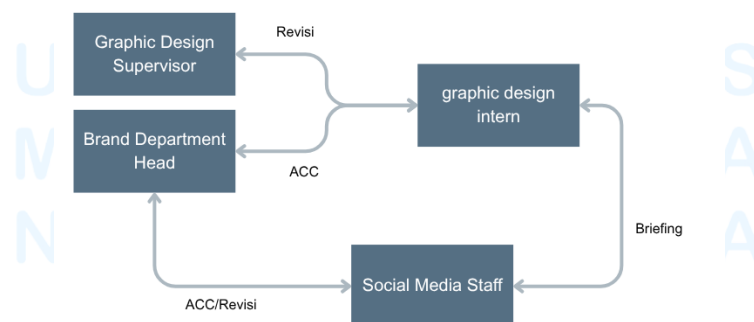 Revisi
Graphic Design
Supervisor
graphic design
intern
Brand Department
Head
ACC
Briefing
Social Media Staff
ACC/Revisi
U
S
M
A
N
A